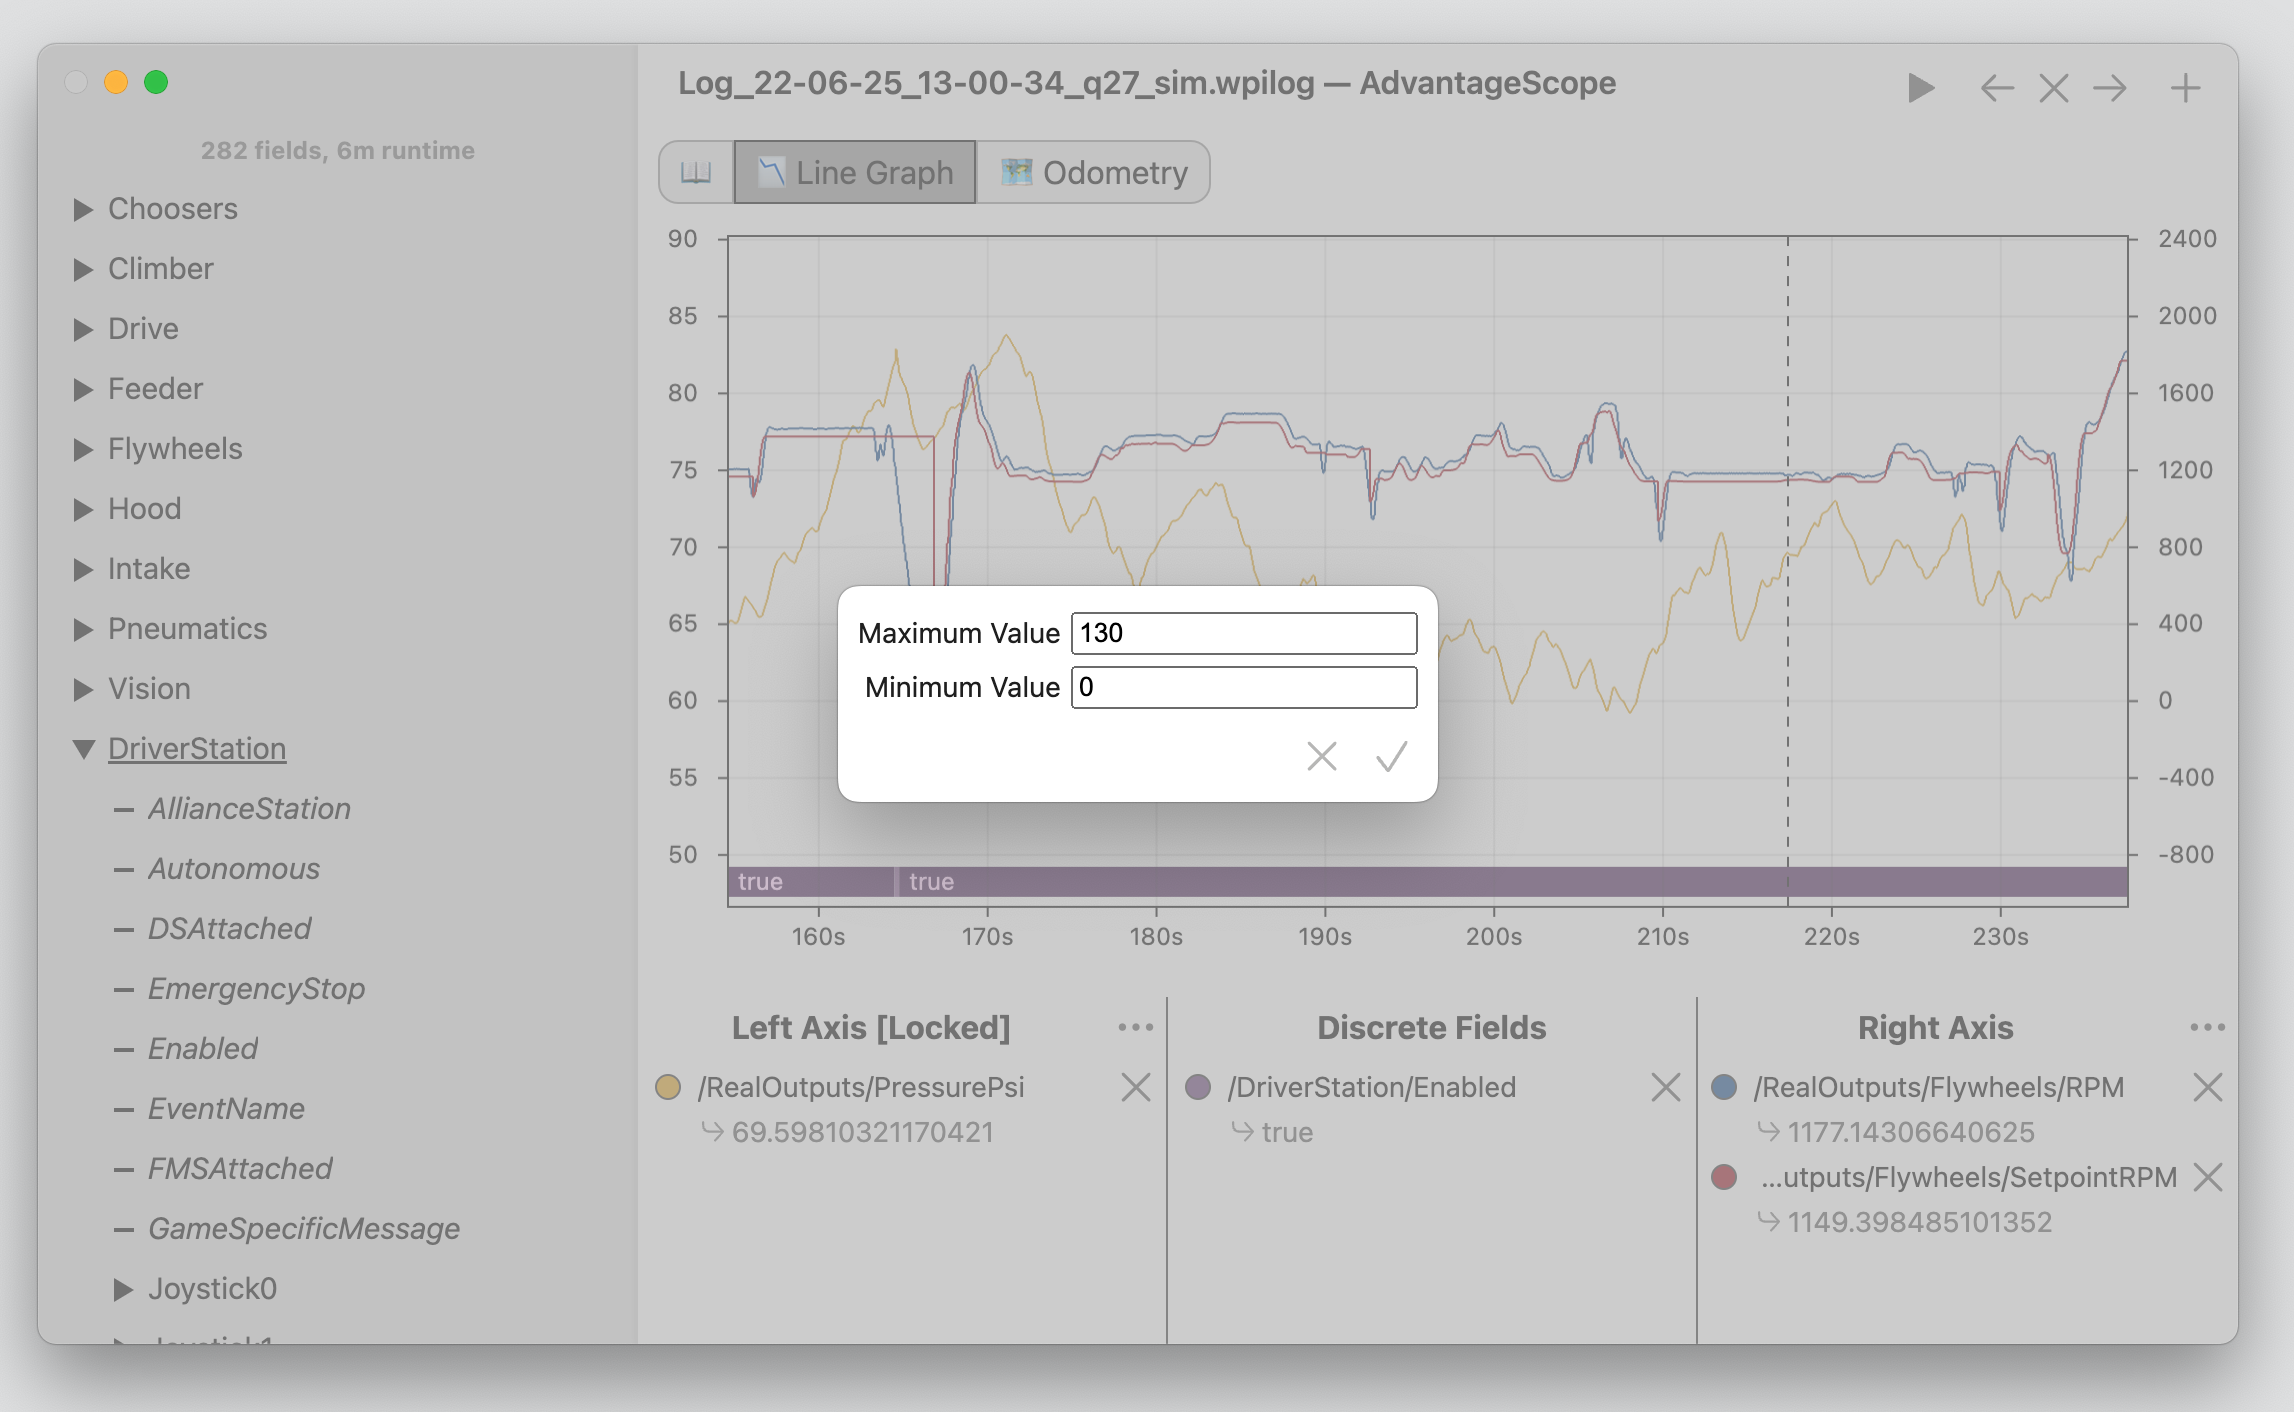 Log_22-06-25_13-00-34_q27_sim.wpilog — AdvantageScope
282 fields, 6m runtime
Choosers
Climber
Drive
Feeder
Flywheels
Hood
Intake
Pneumatics
Vision
DriverStation
AllianceStation
Autonomous
DSAttached
EmergencyStop
Enabled
EventName
FMSAttached
GameSpecificMessage
Joystick0
Joystick1
Line Graph
Odometry
90
85
80
75
70
65
60
55
50
2400
2000
1600
1200
800
400
0
-400
-800
true
true
160s
170s
180s
190s
200s
210s
220s
230s
Maximum Value 130
Minimum Value 0
Left Axis [Locked]
/RealOutputs/PressurePsi
69.59810321170421
Discrete Fields
/DriverStation/Enabled
true
Right Axis
/RealOutputs/Flywheels/RPM
1177.14306640625
...utputs/Flywheels/SetpointRPM
1149.398485101352